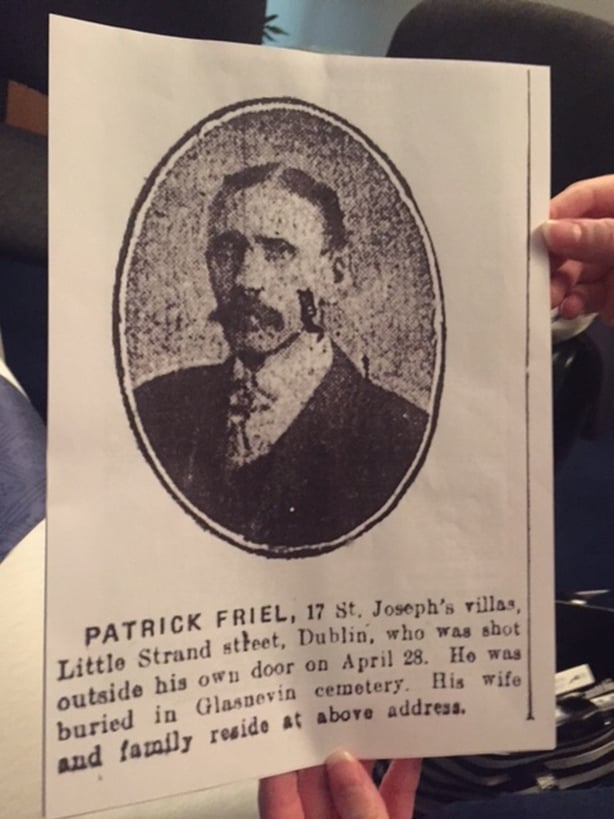 PATRICK FRIEL, 17 St. Joseph's villas,
Little Strand street, Dublin, who was shot
outside his own door on April 28. He was
buried in Glasnevin cemetery. His wife
and family reside at above address.